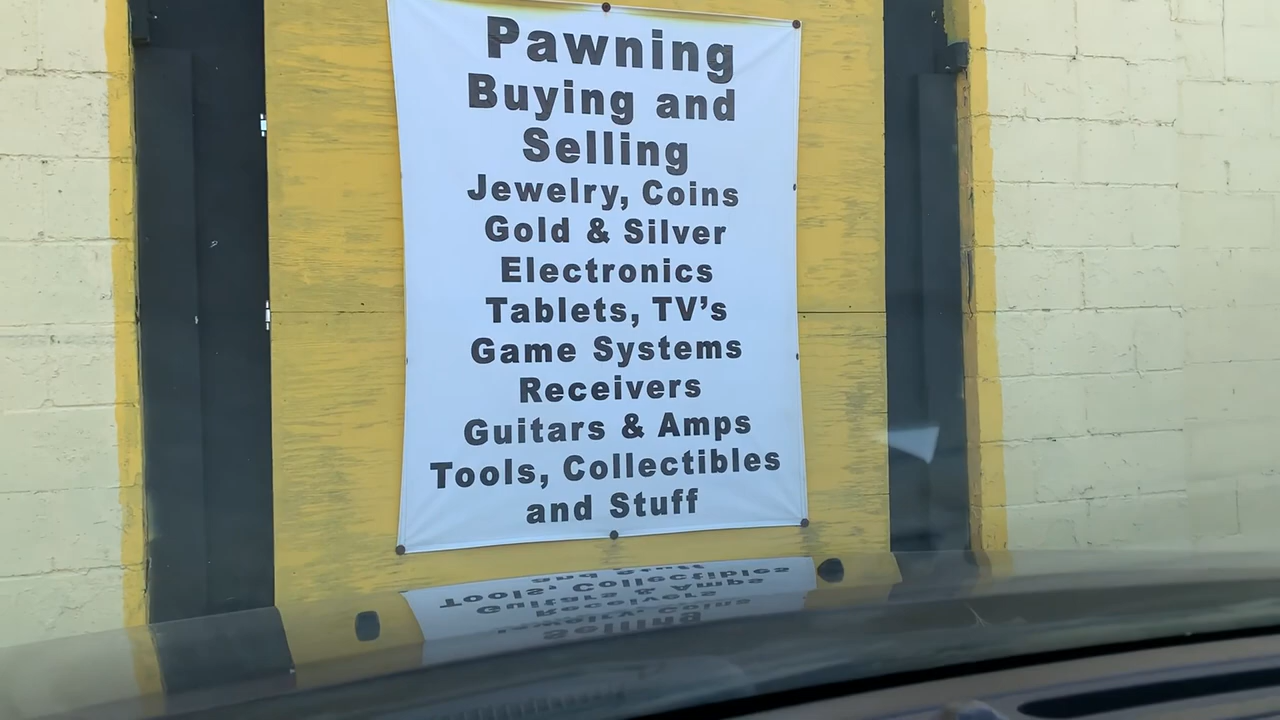 Pawning
Buying and
Selling
Jewelry, Coins
Gold & Silver
Electronics
Tablets, TV’s
Game Systems
Receivers
Guitars & Amps
Tools, Collectibles
and Stuff